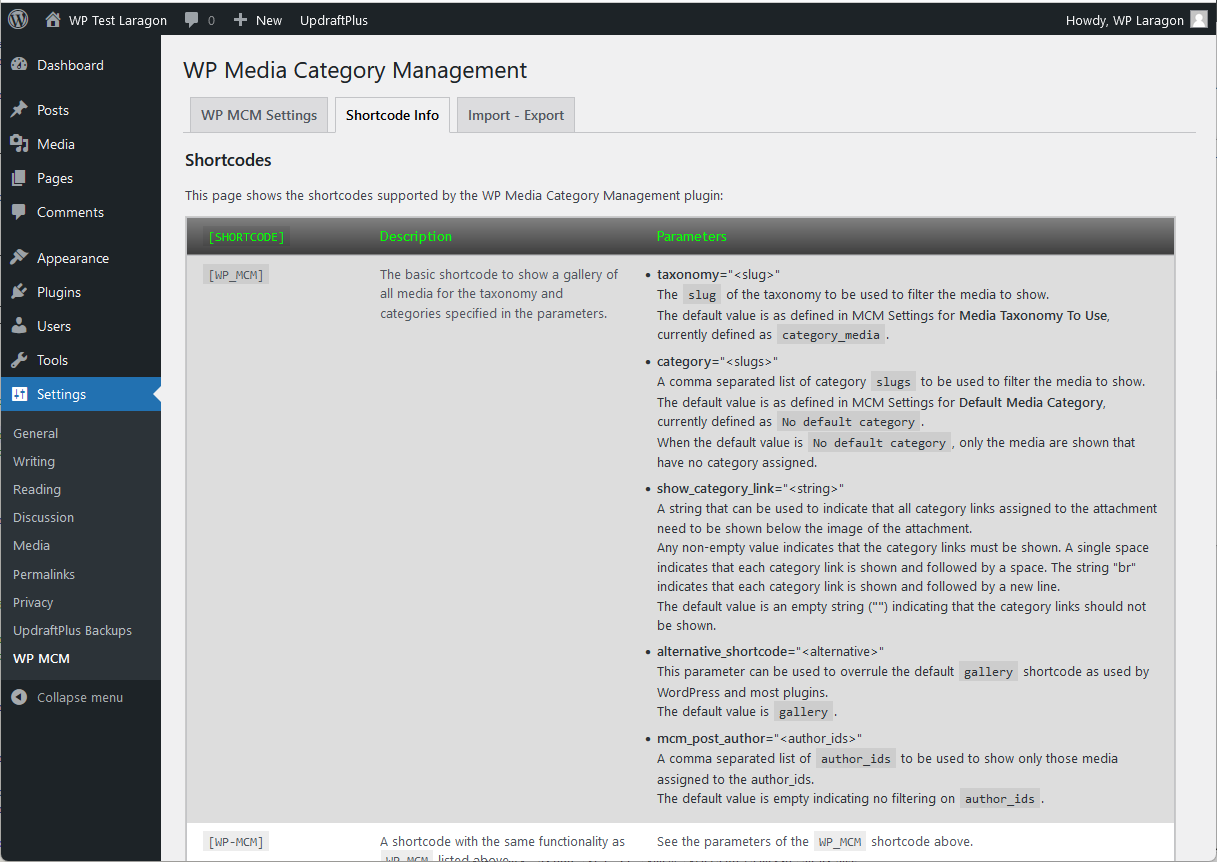 WP Test Laragon 0 New UpdraftPlus Howdy, WP Laragon
Dashboard
Posts
Media
Pages
Comments
Appearance
Plugins
Users
Tools
Settings
General
Writing
Reading
Discussion
Media
Permalinks
Privacy
UpdraftPlus Backups
WP MCM
Collapse menu
WP Media Category Management
WP MCM Settings Shortcode Info Import - Export
Shortcodes
This page shows the shortcodes supported by the WP Media Category Management plugin:
[SHORTCODE] Description Parameters
[WP_MCM]
The basic shortcode to show a gallery of
all media for the taxonomy and
categories specified in the parameters.
• taxonomy="<slug>"
The slug of the taxonomy to be used to filter the media to show.
The default value is as defined in MCM Settings for Media Taxonomy To Use,
currently defined as category_media .
• category="<slugs>"
A comma separated list of category slugs to be used to filter the media to show.
The default value is as defined in MCM Settings for Default Media Category,
currently defined as No default category .
When the default value is No default category , only the media are shown that
have no category assigned.
• show_category_link="<string>"
A string that can be used to indicate that all category links assigned to the attachment
need to be shown below the image of the attachment.
Any non-empty value indicates that the category links must be shown. A single space
indicates that each category link is shown and followed by a space. The string "br"
indicates that each category link is shown and followed by a new line.
The default value is an empty string ("") indicating that the category links should not
be shown.
• alternative_shortcode="<alternative>"
This parameter can be used to overrule the default gallery shortcode as used by
WordPress and most plugins.
The default value is gallery .
• mcm_post_author="<author_ids>"
A comma separated list of author_ids to be used to show only those media
assigned to the author_ids.
The default value is empty indicating no filtering on author_ids .
[WP-MCM]
A shortcode with the same functionality as
WP_MCM listed above.
See the parameters of the WP_MCM shortcode above.